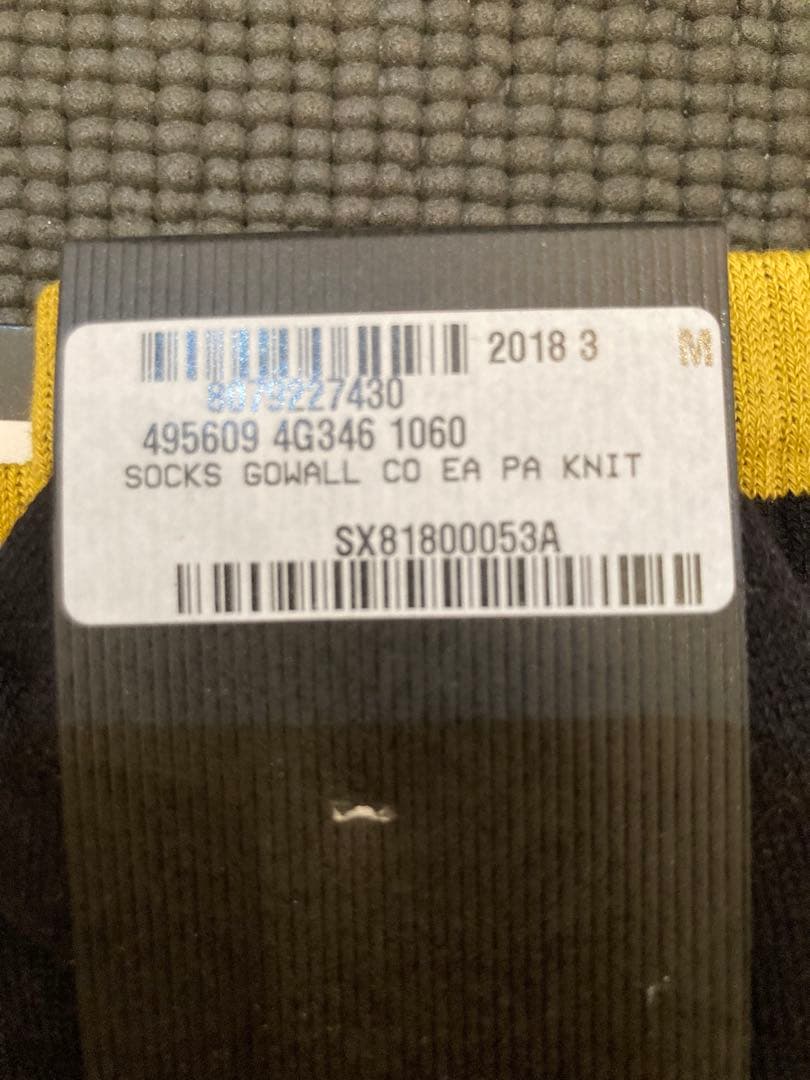 2018 3 M
8079227430
495609 4G346 1060
SOCKS GOWALL CO EA PA KNIT
SX81800053A